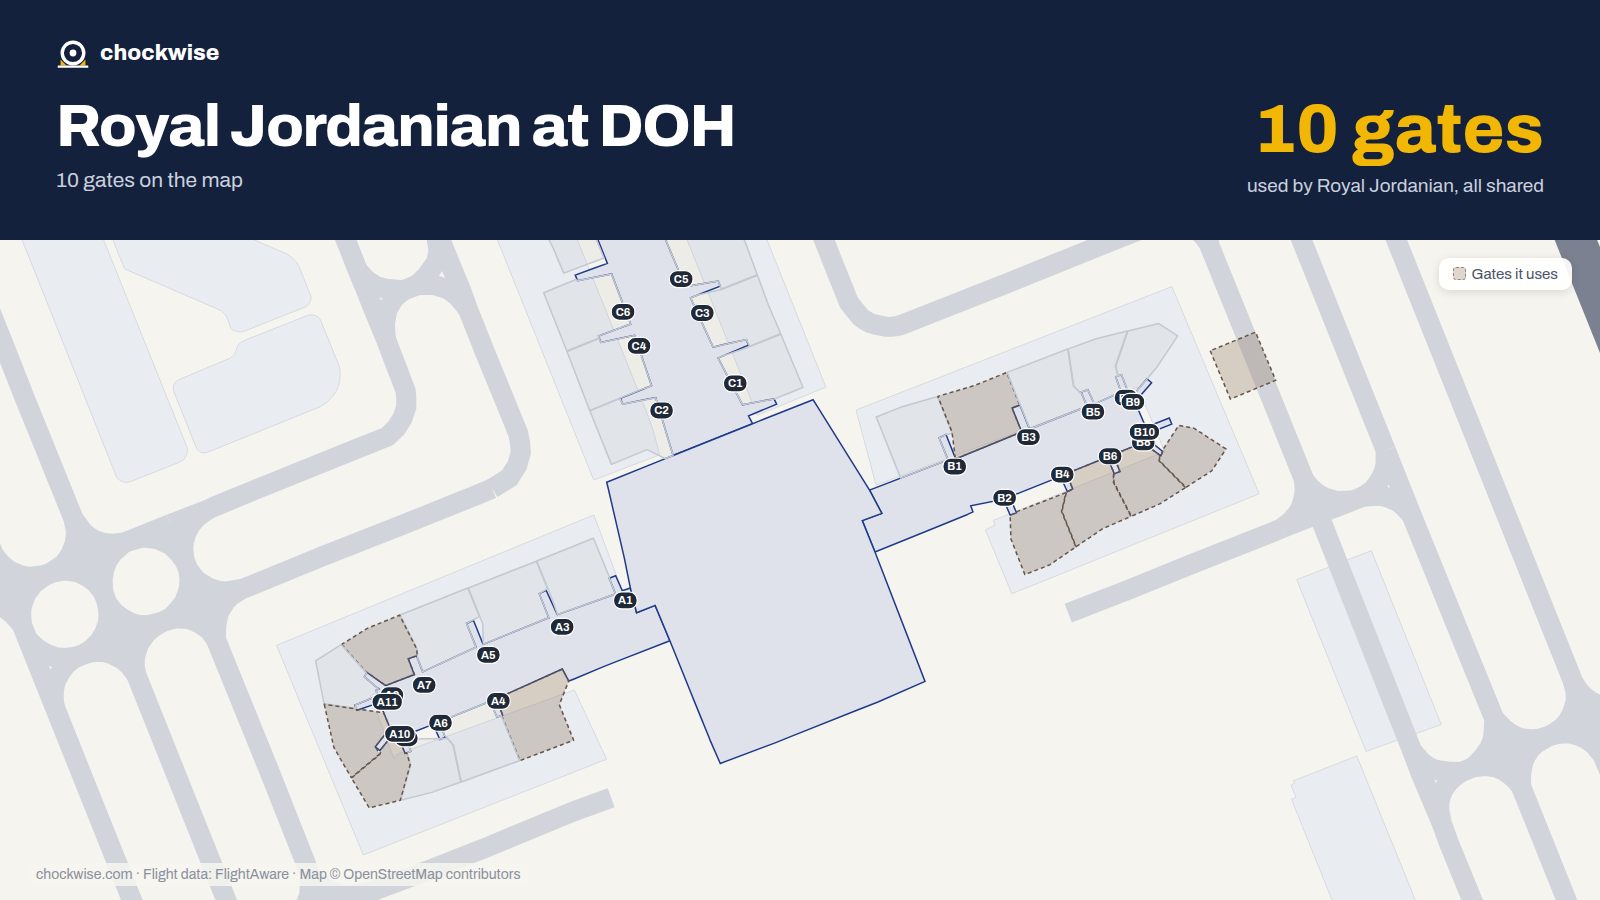 chockwise
Royal Jordanian at DOH
10 gates on the map
10 gates
used by Royal Jordanian, all shared
Gates it uses
C5
C6
C3
C4
C1
C2
B9
B5
B10
B3
B8
B6
B1
B4
B2
A1
A3
A5
A7
A11
A4
A6
A10
chockwise.com · Flight data: FlightAware · Map © OpenStreetMap contributors